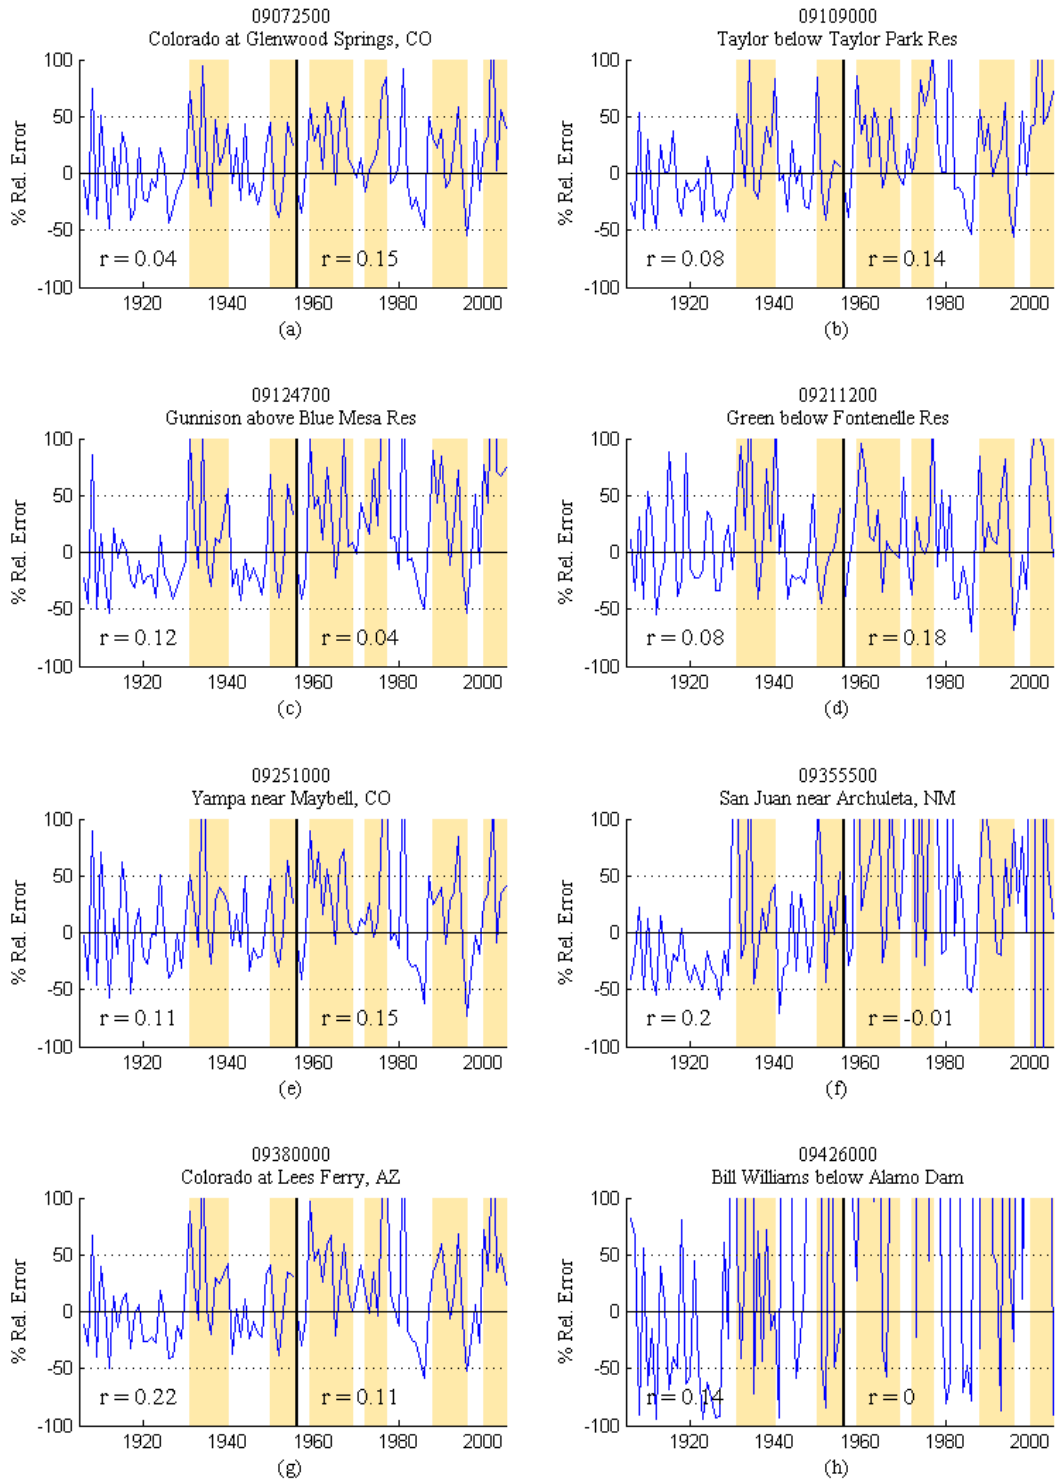 09072500
Colorado at Glenwood Springs, CO
100
50
0
-50
-100
% Rel. Error
r = 0.04
r = 0.15
1920 1940 1960 1980 2000
(a)
09109000
Taylor below Taylor Park Res
100
50
0
-50
-100
% Rel. Error
r = 0.08
r = 0.14
1920 1940 1960 1980 2000
(b)
09124700
Gunnison above Blue Mesa Res
100
50
0
-50
-100
% Rel. Error
r = 0.12
r = 0.04
1920 1940 1960 1980 2000
(c)
09211200
Green below Fontenelle Res
100
50
0
-50
-100
% Rel. Error
r = 0.08
r = 0.18
1920 1940 1960 1980 2000
(d)
09251000
Yampa near Maybell, CO
100
50
0
-50
-100
% Rel. Error
r = 0.11
r = 0.15
1920 1940 1960 1980 2000
(e)
09355500
San Juan near Archuleta, NM
100
50
0
-50
-100
% Rel. Error
r = 0.2
r = -0.01
1920 1940 1960 1980 2000
(f)
09380000
Colorado at Lees Ferry, AZ
100
50
0
-50
-100
% Rel. Error
r = 0.22
r = 0.11
1920 1940 1960 1980 2000
(g)
09426000
Bill Williams below Alamo Dam
100
50
0
-50
-100
% Rel. Error
r = 0.14
r = 0
1920 1940 1960 1980 2000
(h)